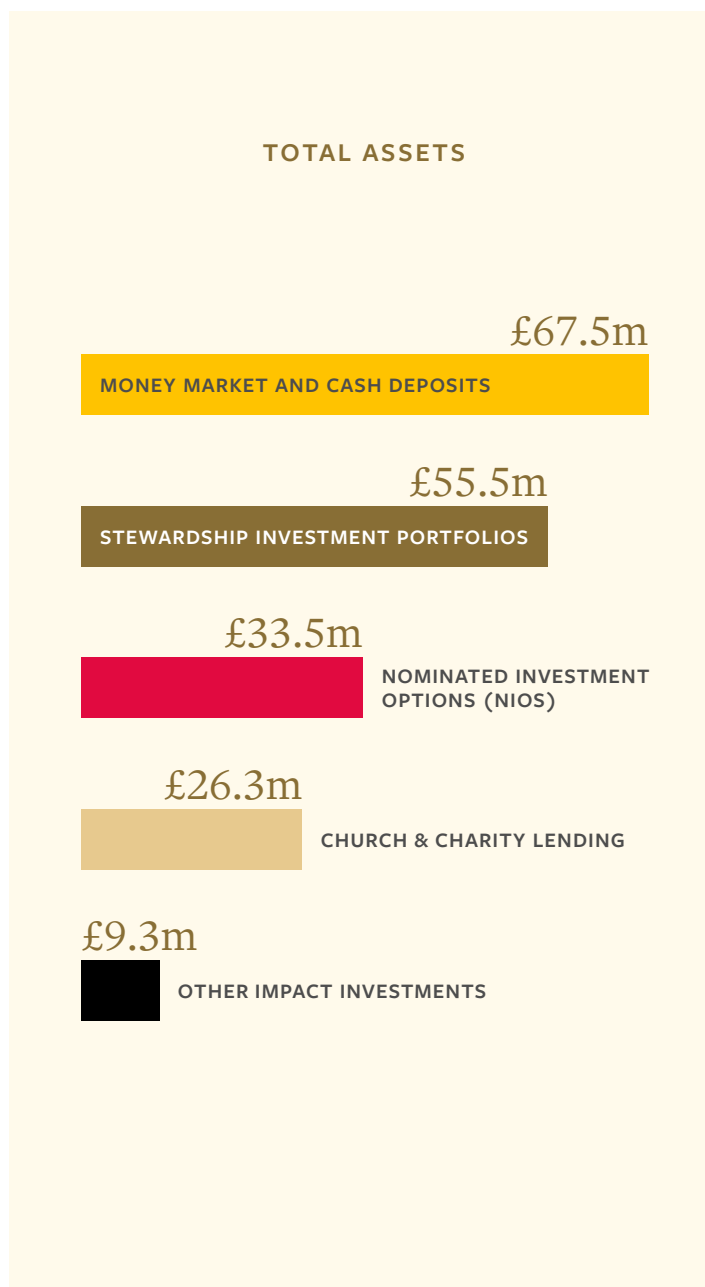 TOTAL ASSETS
£67.5m
MONEY MARKET AND CASH DEPOSITS
£55.5m
STEWARDSHIP INVESTMENT PORTFOLIOS
£33.5m
NOMINATED INVESTMENT
OPTIONS (NIOS)
£26.3m
CHURCH & CHARITY LENDING
£9.3m
OTHER IMPACT INVESTMENTS